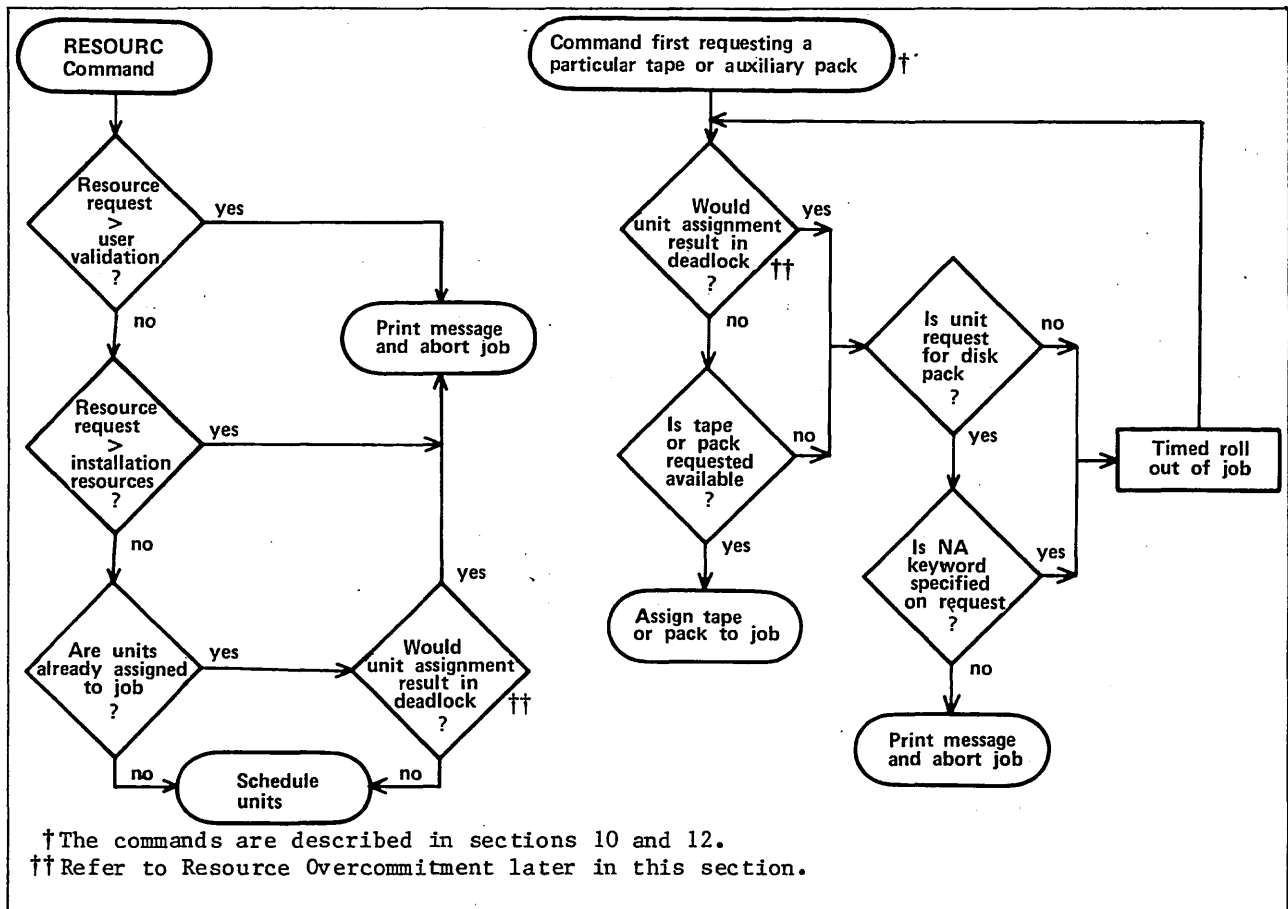 RESOURC
Command
Resource
request
>
user
validation
?
yes
no
Print message
and abort job
Resource
request
>
installation
resources
?
yes
no
Are units
already assigned
to job
?
yes
no
Would
unit assignment
result in
deadlock ††
?
yes
no
Schedule
units
Command first requesting a
particular tape or auxiliary pack †
Would
unit assignment
result in
deadlock ††
?
yes
no
Is tape
or pack
requested
available
?
no
yes
Assign tape
or pack to job
Is unit
request
for disk
pack
?
no
yes
Is NA
keyword
specified
on request
?
yes
no
Print message
and abort job
Timed roll
out of job
† The commands are described in sections 10 and 12.
†† Refer to Resource Overcommitment later in this section.